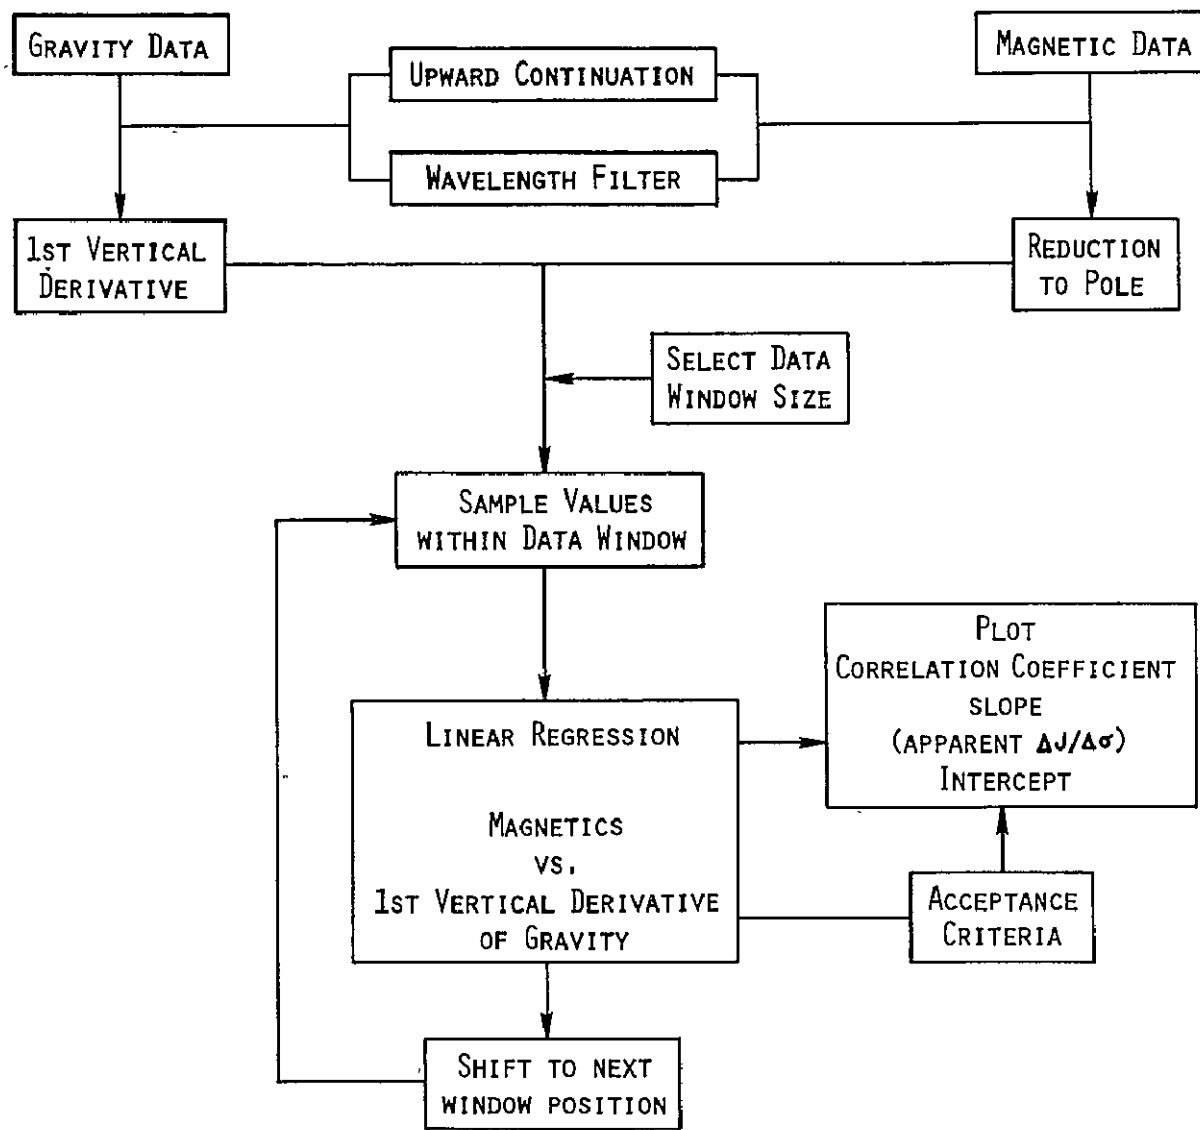 GRAVITY DATA
UPWARD CONTINUATION
MAGNETIC DATA
WAVELENGTH FILTER
1ST VERTICAL
DERIVATIVE
REDUCTION
TO POLE
SELECT DATA
WINDOW SIZE
SAMPLE VALUES
WITHIN DATA WINDOW
LINEAR REGRESSION
MAGNETICS
VS.
1ST VERTICAL DERIVATIVE
OF GRAVITY
PLOT
CORRELATION COEFFICIENT
SLOPE
(APPARENT ΔJ/Δσ)
INTERCEPT
ACCEPTANCE
CRITERIA
SHIFT TO NEXT
WINDOW POSITION